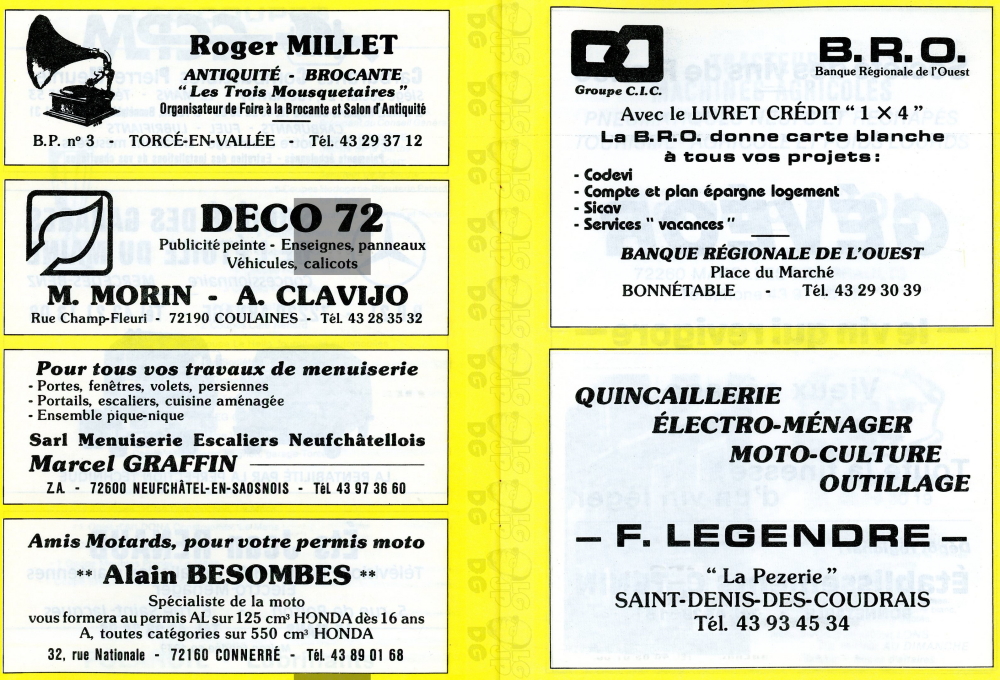 Roger MILLET
ANTIQUITÉ - BROCANTE
“ Les Trois Mousquetaires ”
Organisateur de Foire à la Brocante et Salon d'Antiquité
B.P. n° 3 - TORCÉ-EN-VALLÉE - Tél. 43 29 37 12
DECO 72
Publicité peinte - Enseignes, panneaux
Véhicules, calicots
M. MORIN - A. CLAVIJO
Rue Champ-Fleuri - 72190 COULAINES - Tél. 43 28 35 32
Pour tous vos travaux de menuiserie
- Portes, fenêtres, volets, persiennes
- Portails, escaliers, cuisine aménagée
- Ensemble pique-nique
Sarl Menuiserie Escaliers Neufchâtellois
Marcel GRAFFIN
Z.A. - 72600 NEUFCHÂTEL-EN-SAOSNOIS - Tél. 43 97 36 60
Amis Motards, pour votre permis moto
** Alain BESOMBES **
Spécialiste de la moto
vous formera au permis AL sur 125 cm³ HONDA dès 16 ans
A, toutes catégories sur 550 cm³ HONDA
32, rue Nationale - 72160 CONNERRÉ - Tél. 43 89 01 68
Groupe C.I.C.
B.R.O.
Banque Régionale de l'Ouest
Avec le LIVRET CRÉDIT “ 1 X 4 ”
La B.R.O. donne carte blanche
à tous vos projets :
- Codevi
- Compte et plan épargne logement
- Sicav
- Services " vacances "
BANQUE RÉGIONALE DE L'OUEST
Place du Marché
BONNÉTABLE - Tél. 43 29 30 39
QUINCAILLERIE
ÉLECTRO-MÉNAGER
MOTO-CULTURE
OUTILLAGE
– F. LEGENDRE –
“ La Pezerie ”
SAINT-DENIS-DES-COUDRAIS
Tél. 43 93 45 34